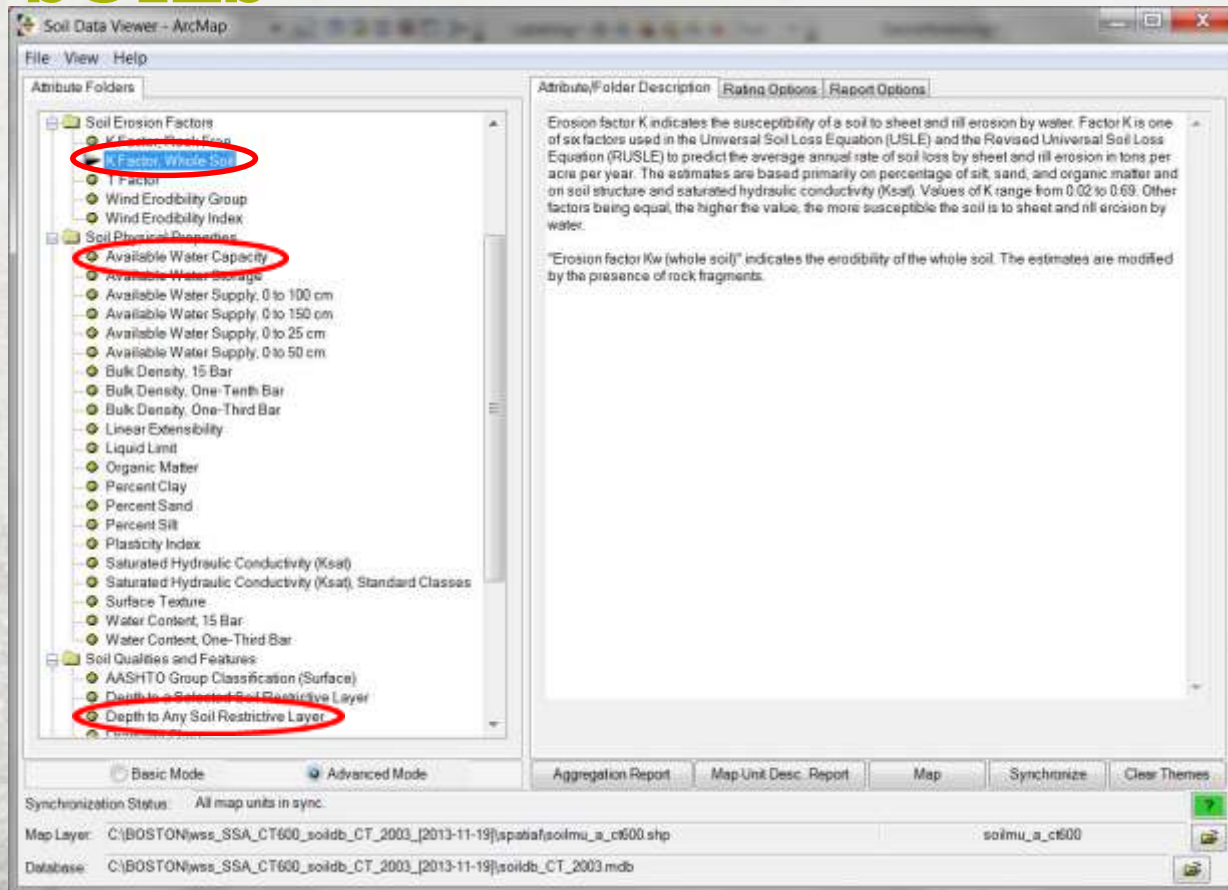 Soil Data Viewer - ArcMap
File View Help
Attribute Folders
Soil Erosion Factors
K Factor, Rock Free
K Factor, Whole Soil
T Factor
Wind Erodibility Group
Wind Erodibility Index
Soil Physical Properties
Available Water Capacity
Available Water Storage
Available Water Supply, 0 to 100 cm
Available Water Supply, 0 to 150 cm
Available Water Supply, 0 to 25 cm
Available Water Supply, 0 to 50 cm
Bulk Density, 15 Bar
Bulk Density, One-Tenth Bar
Bulk Density, One-Third Bar
Linear Extensibility
Liquid Limit
Organic Matter
Percent Clay
Percent Sand
Percent Silt
Plasticity Index
Saturated Hydraulic Conductivity (Ksat)
Saturated Hydraulic Conductivity (Ksat), Standard Classes
Surface Texture
Water Content, 15 Bar
Water Content, One-Third Bar
Soil Qualities and Features
AASHTO Group Classification (Surface)
Depth to a Selected Soil Restrictive Layer
Depth to Any Soil Restrictive Layer
Basic Mode Advanced Mode
Attribute/Folder Description Rating Options Report Options
Erosion factor K indicates the susceptibility of a soil to sheet and rill erosion by water. Factor K is one
of six factors used in the Universal Soil Loss Equation (USLE) and the Revised Universal Soil Loss
Equation (RUSLE) to predict the average annual rate of soil loss by sheet and rill erosion in tons per
acre per year. The estimates are based primarily on percentage of silt, sand, and organic matter and
on soil structure and saturated hydraulic conductivity (Ksat). Values of K range from 0.02 to 0.69. Other
factors being equal, the higher the value, the more susceptible the soil is to sheet and rill erosion by
water.
"Erosion factor Kw (whole soil)" indicates the erodibility of the whole soil. The estimates are modified
by the presence of rock fragments.
Aggregation Report Map Unit Desc. Report Map Synchronize Clear Themes
Synchronization Status: All map units in sync. ?
Map Layer: C:\BOSTON\wss_SSA_CT600_soildb_CT_2003_[2013-11-19]\spatial\soilmu_a_ct600.shp soilmu_a_ct600
Database: C:\BOSTON\wss_SSA_CT600_soildb_CT_2003_[2013-11-19]\soildb_CT_2003.mdb